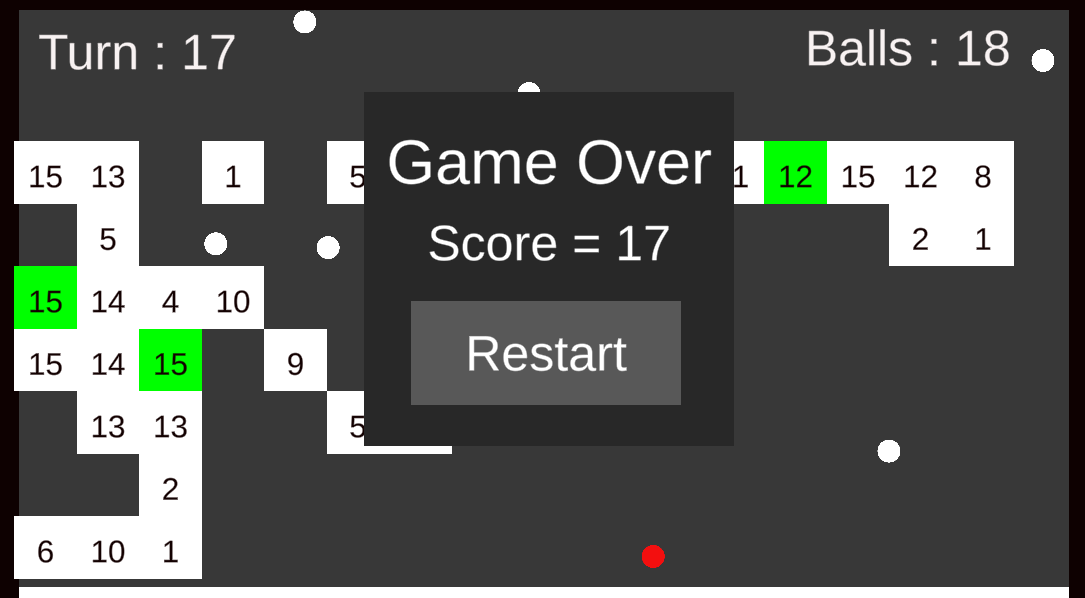 Turn : 17 Balls : 18
Game Over
15 13 1 5 1 12 15 12 8
Score = 17
5 2 1
15 14 4 10
Restart
15 14 15 9
13 13 5
2
6 10 1